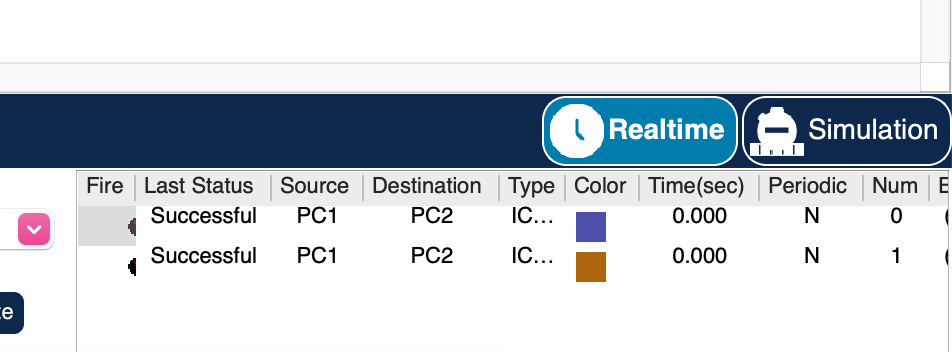 Realtime Simulation
Fire Last Status Source Destination Type Color Time(sec) Periodic Num
Successful PC1 PC2 IC... 0.000 N 0
Successful PC1 PC2 IC... 0.000 N 1
te